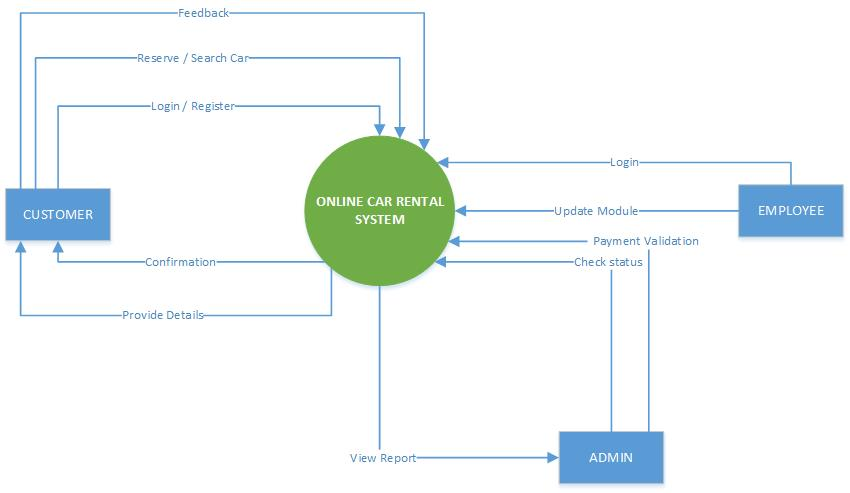 Feedback
Reserve / Search Car
Login / Register
Login
ONLINE CAR RENTAL
SYSTEM
CUSTOMER
Update Module
EMPLOYEE
Payment Validation
Confirmation
Check status
Provide Details
View Report
ADMIN